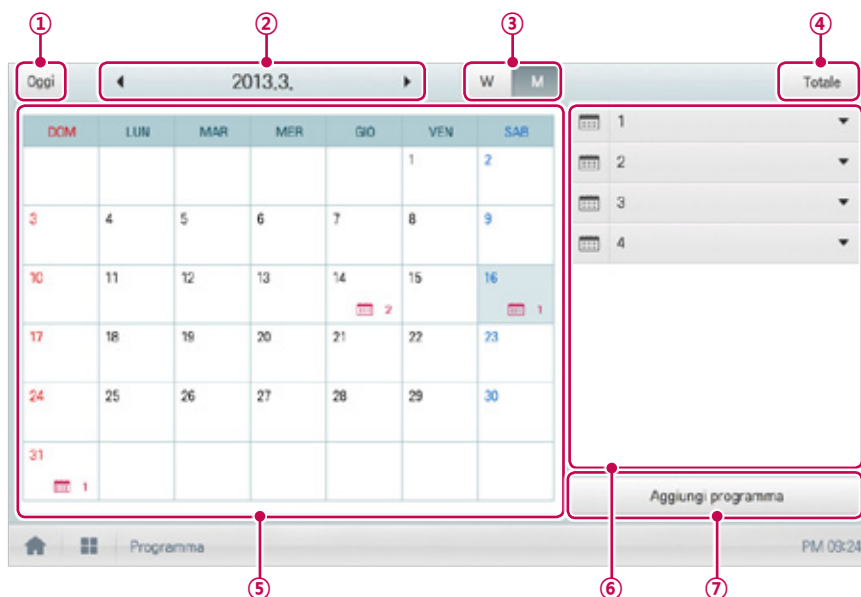 ① ② ③ ④
Oggi 2013.3. W M Totale
DOM LUN MAR MER GIO VEN SAB
1 2
3 4 5 6 7 8 9
10 11 12 13 14 15 16
2 1
17 18 19 20 21 22 23
24 25 26 27 28 29 30
31
1
1
2
3
4
Aggiungi programma
Programma PM 09:24
⑤ ⑥ ⑦